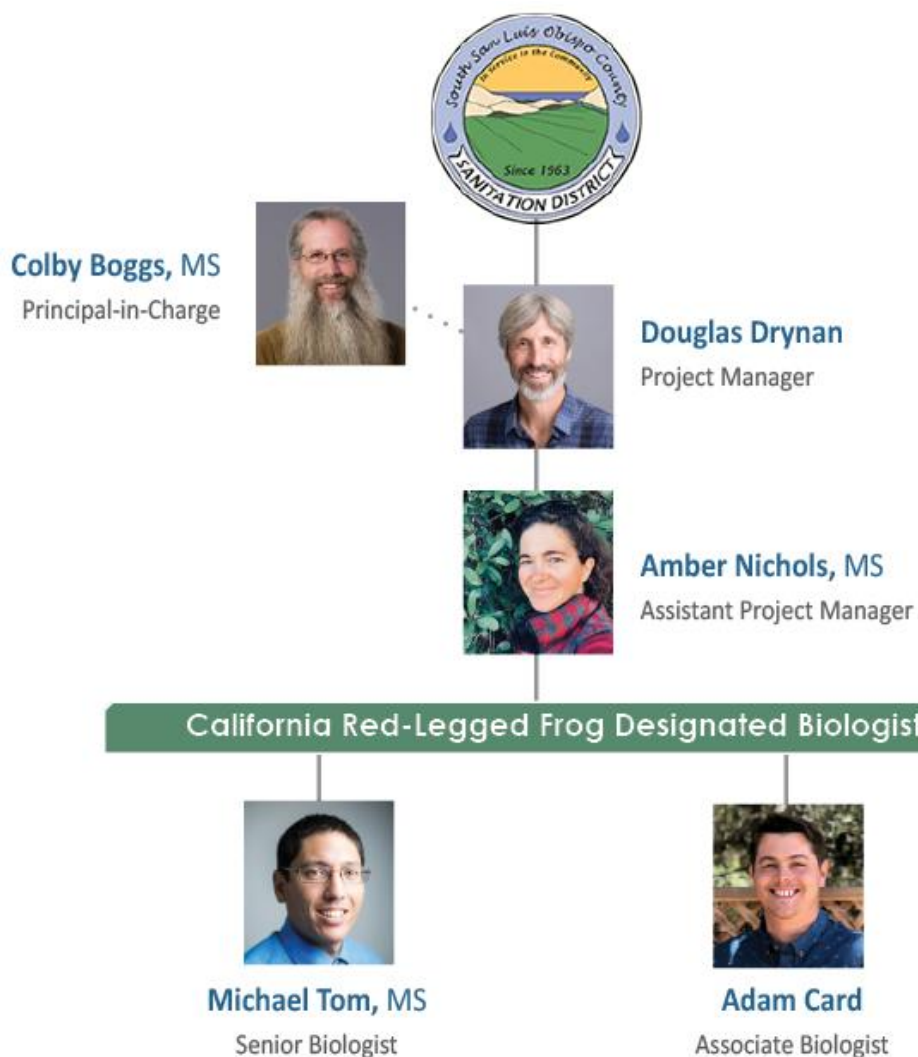 South San Luis Obispo County
In Service to the Community
Since 1963
SANITATION DISTRICT
Colby Boggs, MS
Principal-in-Charge
Douglas Drynan
Project Manager
Amber Nichols, MS
Assistant Project Manager
California Red-Legged Frog Designated Biologist
Michael Tom, MS
Senior Biologist
Adam Card
Associate Biologist